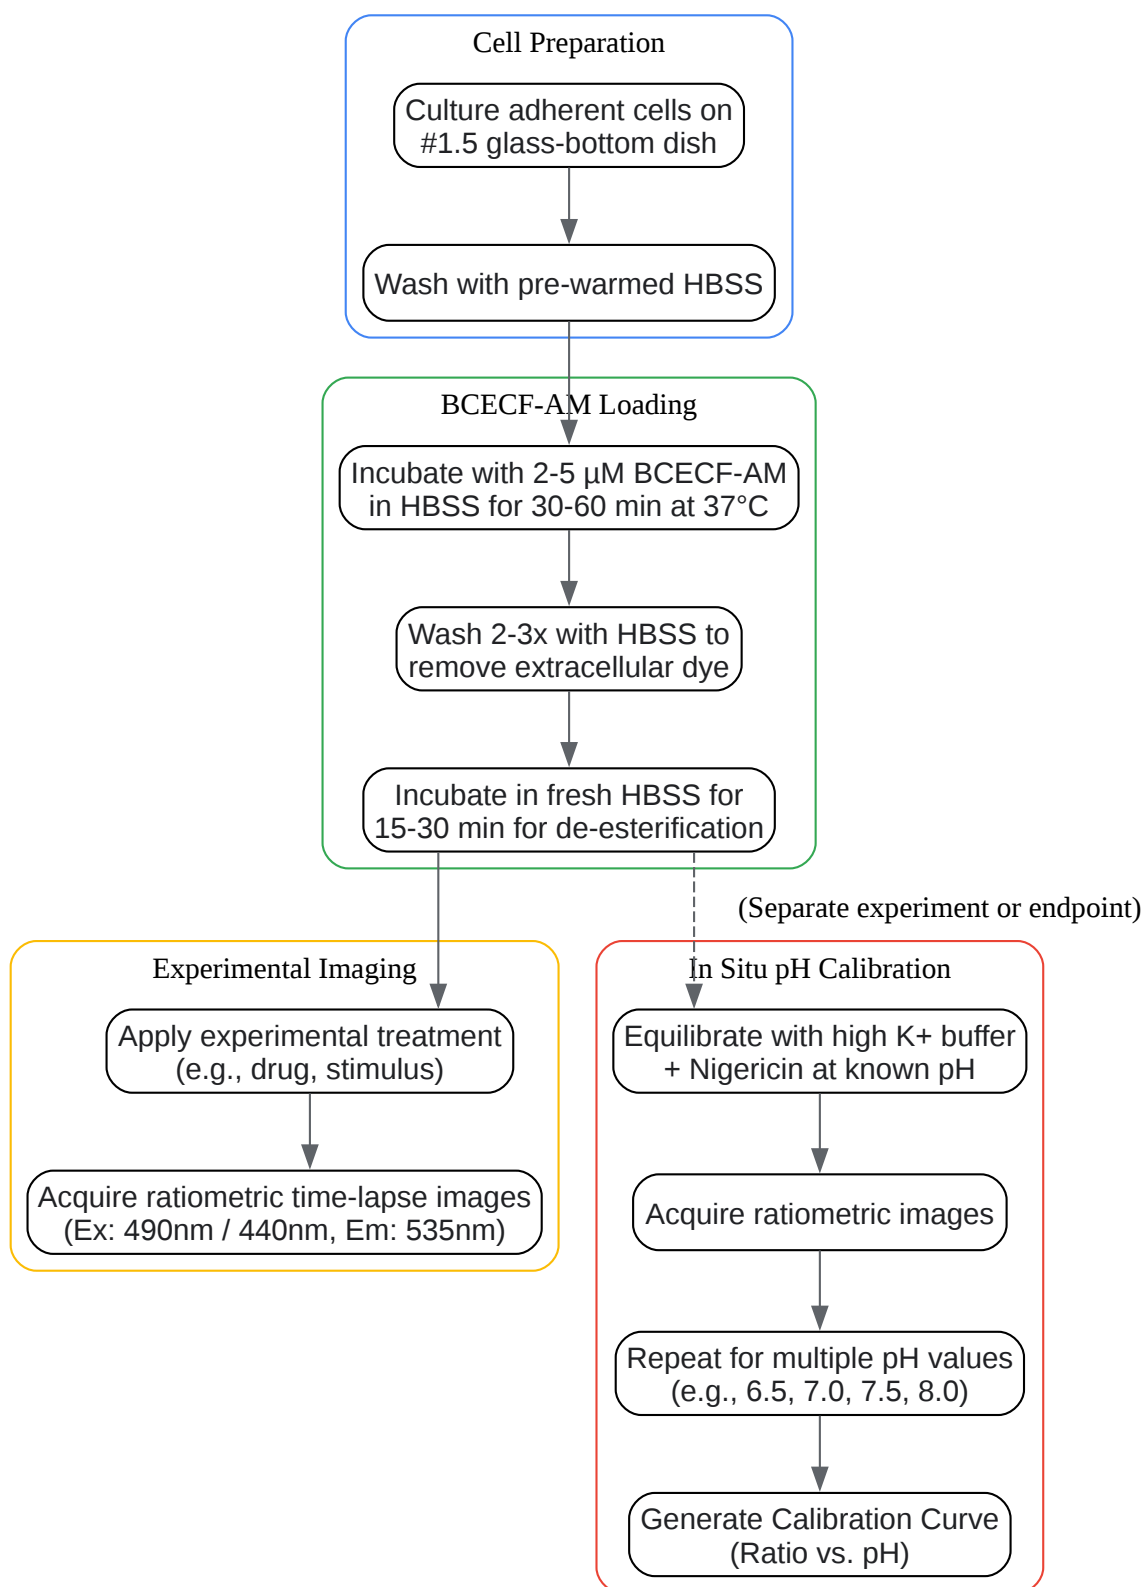 Cell Preparation
Culture adherent cells on
#1.5 glass-bottom dish
Wash with pre-warmed HBSS
BCECF-AM Loading
Incubate with 2-5 µM BCECF-AM
in HBSS for 30-60 min at 37°C
Wash 2-3x with HBSS to
remove extracellular dye
Incubate in fresh HBSS for
15-30 min for de-esterification
(Separate experiment or endpoint)
Experimental Imaging
Apply experimental treatment
(e.g., drug, stimulus)
Acquire ratiometric time-lapse images
(Ex: 490nm / 440nm, Em: 535nm)
In Situ pH Calibration
Equilibrate with high K+ buffer
+ Nigericin at known pH
Acquire ratiometric images
Repeat for multiple pH values
(e.g., 6.5, 7.0, 7.5, 8.0)
Generate Calibration Curve
(Ratio vs. pH)